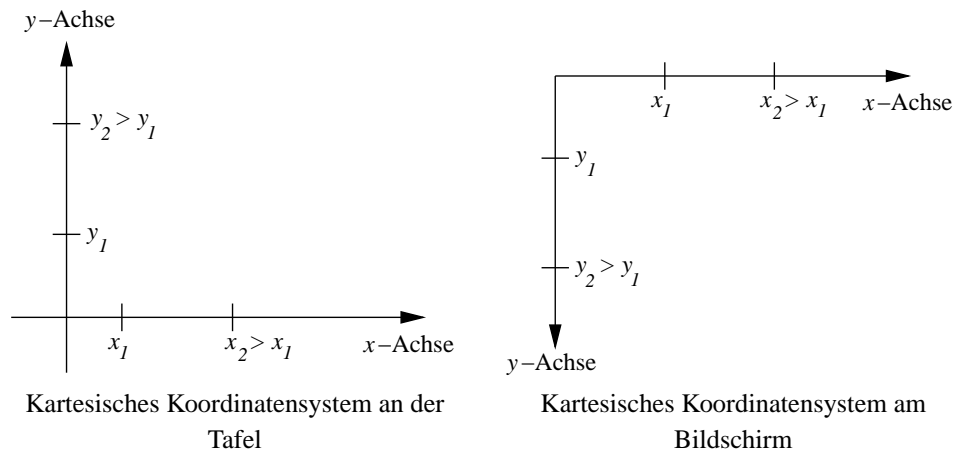 y–Achse
y2 > y1
y1
x1
x2 > x1
x–Achse
Kartesisches Koordinatensystem an der
Tafel
x1
x2 > x1
x–Achse
y1
y2 > y1
y–Achse
Kartesisches Koordinatensystem am
Bildschirm